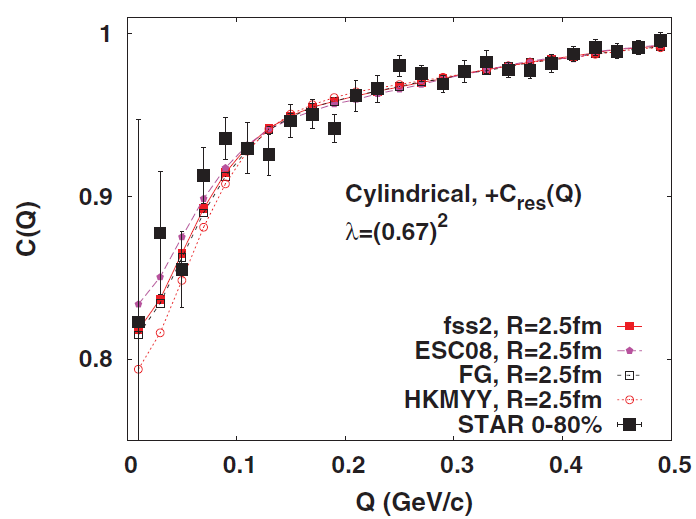 1
0.9
0.8
C(Q)
Cylindrical, +C_res(Q)
λ=(0.67)^2
fss2, R=2.5fm
ESC08, R=2.5fm
FG, R=2.5fm
HKMYY, R=2.5fm
STAR 0-80%
0 0.1 0.2 0.3 0.4 0.5
Q (GeV/c)